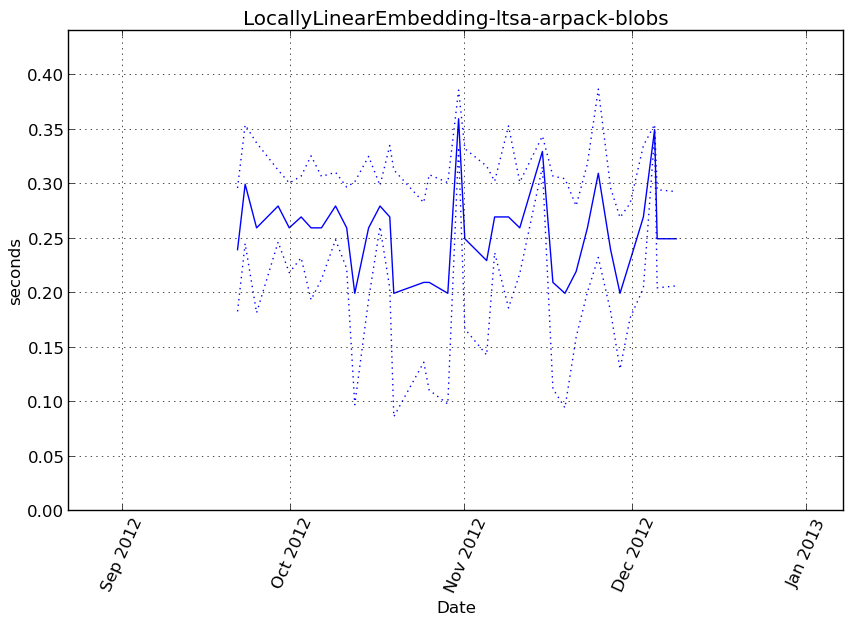 LocallyLinearEmbedding-ltsa-arpack-blobs
0.40
0.35
0.30
0.25
0.20
0.15
0.10
0.05
0.00
seconds
Sep 2012
Oct 2012
Nov 2012
Dec 2012
Jan 2013
Date